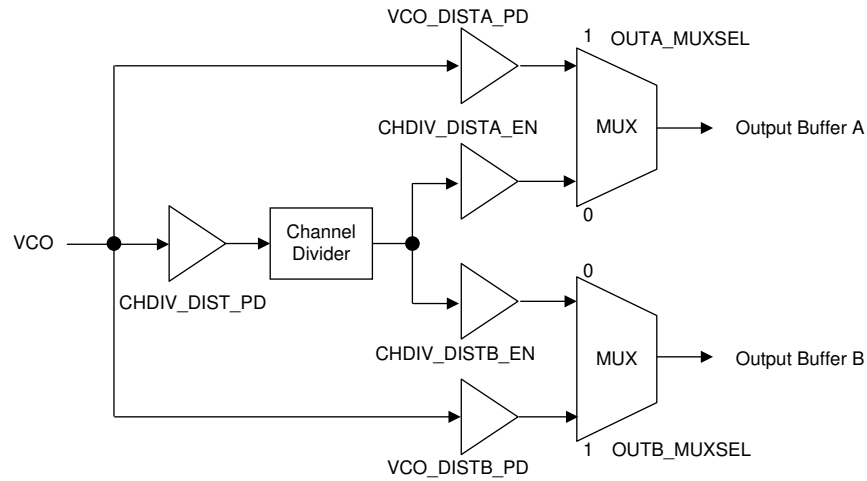 VCO_DISTA_PD
1 OUTA_MUXSEL
MUX
Output Buffer A
CHDIV_DISTA_EN
0
VCO
Channel
Divider
CHDIV_DIST_PD
0
CHDIV_DISTB_EN
MUX
Output Buffer B
1 OUTB_MUXSEL
VCO_DISTB_PD